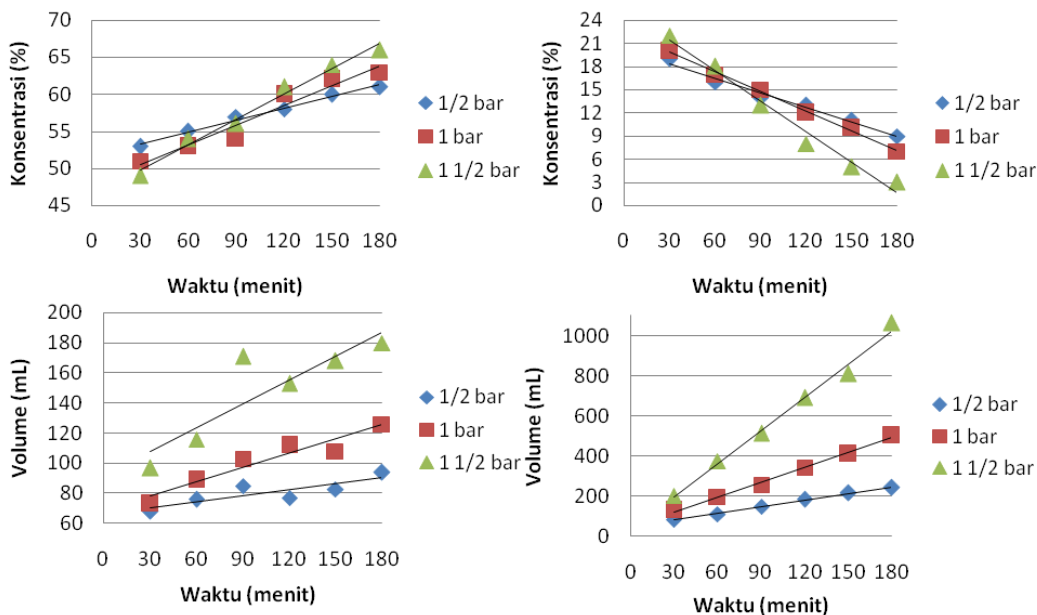 Konsentrasi (%)
70
65
60
55
50
45
0 30 60 90 120 150 180
Waktu (menit)
1/2 bar
1 bar
1 1/2 bar
Konsentrasi (%)
24
21
18
15
12
9
6
3
0
0 30 60 90 120 150 180
Waktu (menit)
1/2 bar
1 bar
1 1/2 bar
Volume (mL)
200
180
160
140
120
100
80
60
0 30 60 90 120 150 180
Waktu (menit)
1/2 bar
1 bar
1 1/2 bar
Volume (mL)
1000
800
600
400
200
0
0 30 60 90 120 150 180
Waktu (menit)
1/2 bar
1 bar
1 1/2 bar